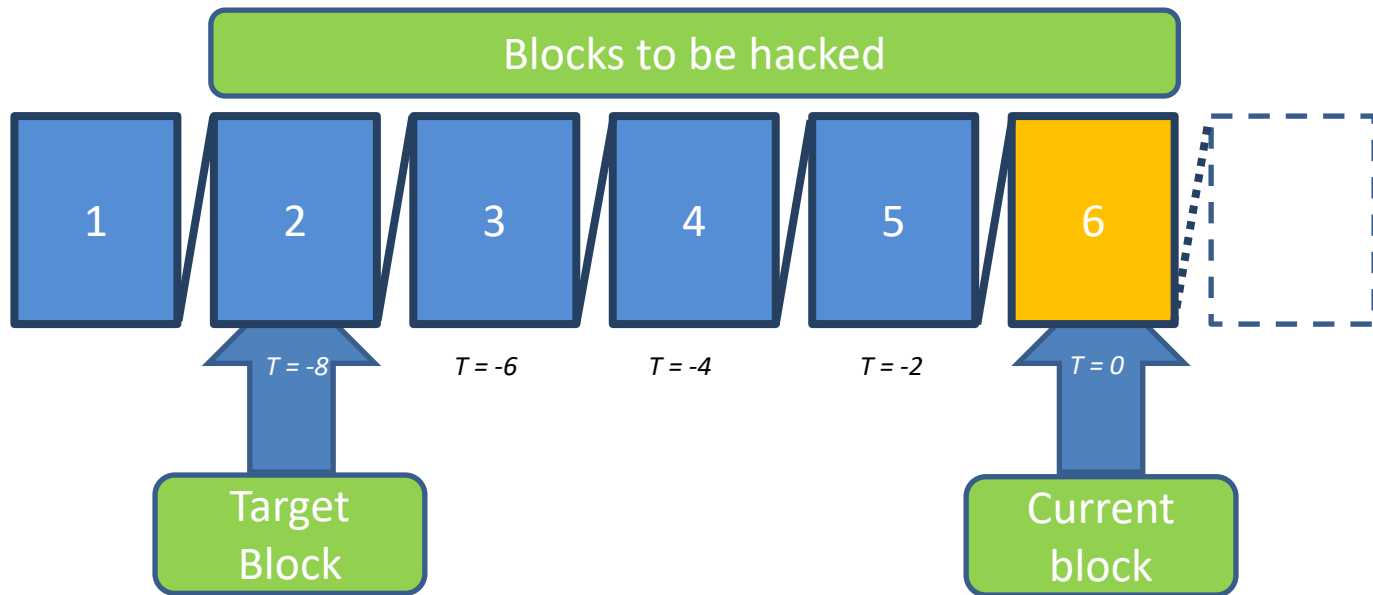 Blocks to be hacked
1 2 3 4 5 6
T = -8 T = -6 T = -4 T = -2 T = 0
Target
Block
Current
block